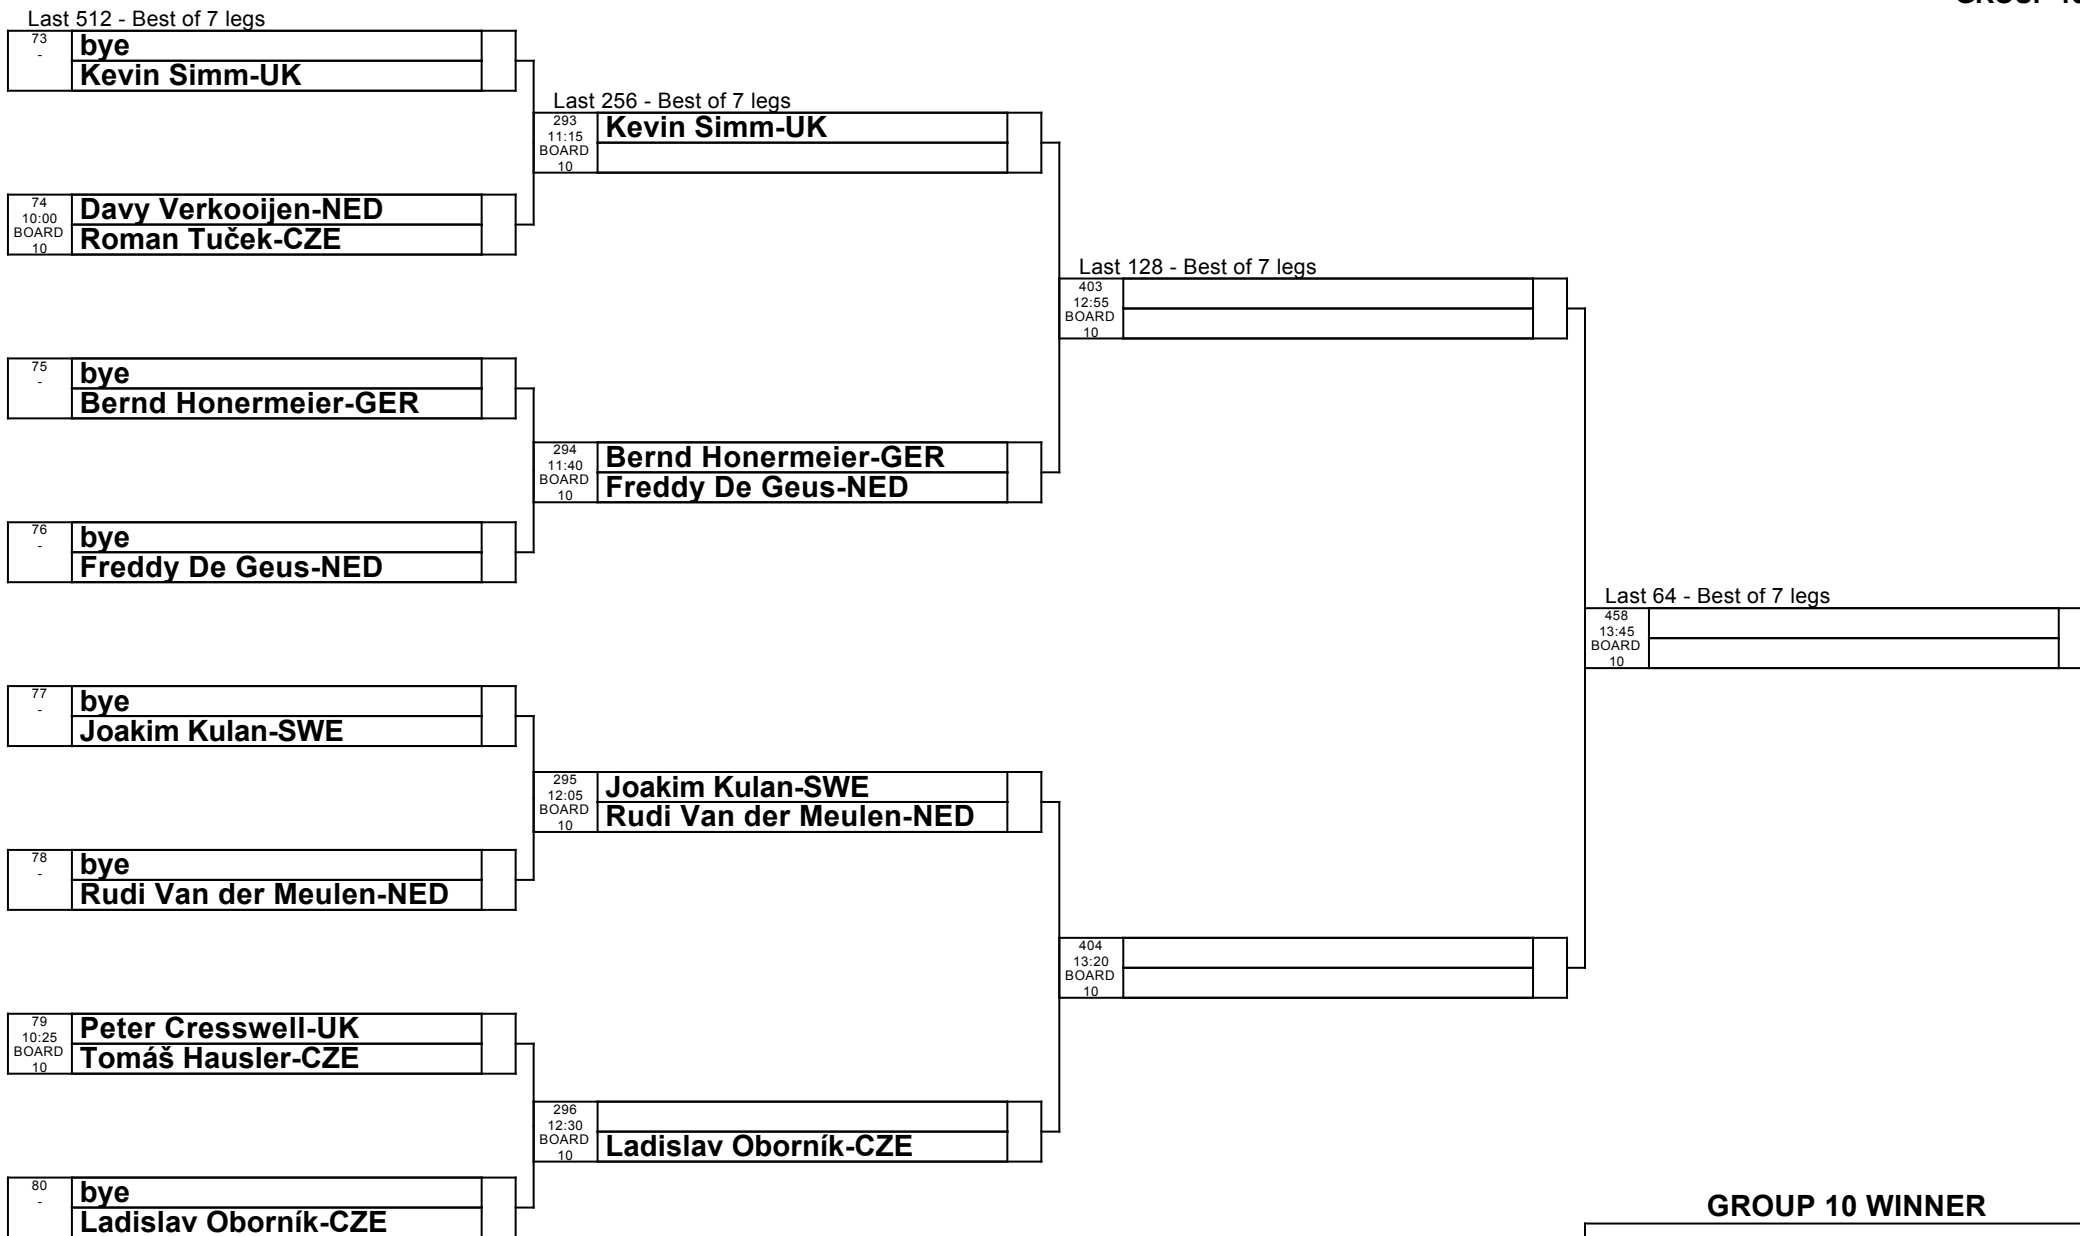 GROUP 10
Last 512 - Best of 7 legs
73
-
bye
Kevin Simm-UK
Last 256 - Best of 7 legs
293
11:15
BOARD
10
Kevin Simm-UK
74
10:00
BOARD
10
Davy Verkooijen-NED
Roman Tuček-CZE
Last 128 - Best of 7 legs
403
12:55
BOARD
10
75
-
bye
Bernd Honermeier-GER
294
11:40
BOARD
10
Bernd Honermeier-GER
Freddy De Geus-NED
76
-
bye
Freddy De Geus-NED
Last 64 - Best of 7 legs
458
13:45
BOARD
10
77
-
bye
Joakim Kulan-SWE
295
12:05
BOARD
10
Joakim Kulan-SWE
Rudi Van der Meulen-NED
78
-
bye
Rudi Van der Meulen-NED
404
13:20
BOARD
10
79
10:25
BOARD
10
Peter Cresswell-UK
Tomáš Hausler-CZE
296
12:30
BOARD
10
Ladislav Oborník-CZE
80
-
bye
Ladislav Oborník-CZE
GROUP 10 WINNER